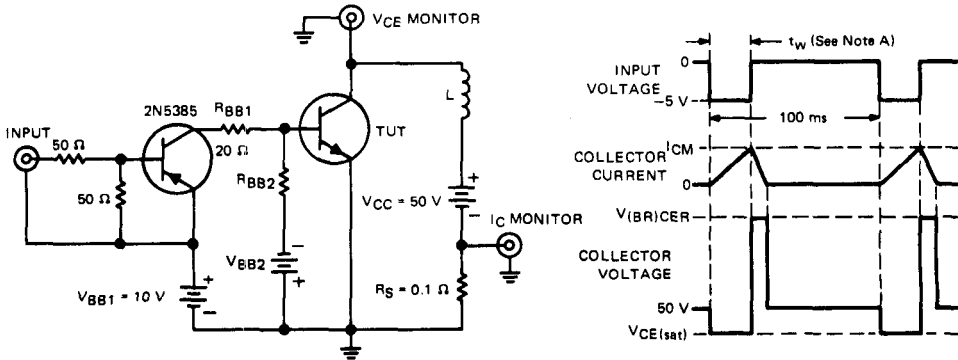 VCE MONITOR
2N5385
RBB1
20 Ω
INPUT
50 Ω
50 Ω
RBB2
TUT
L
+
VCC = 50 V
-
IC MONITOR
VBB1 = 10 V
+
-
VBB2
-
+
RS = 0.1 Ω
tw (See Note A)
INPUT VOLTAGE
0
-5 V
100 ms
COLLECTOR CURRENT
ICM
0
V(BR)CER
COLLECTOR VOLTAGE
50 V
VCE(sat)